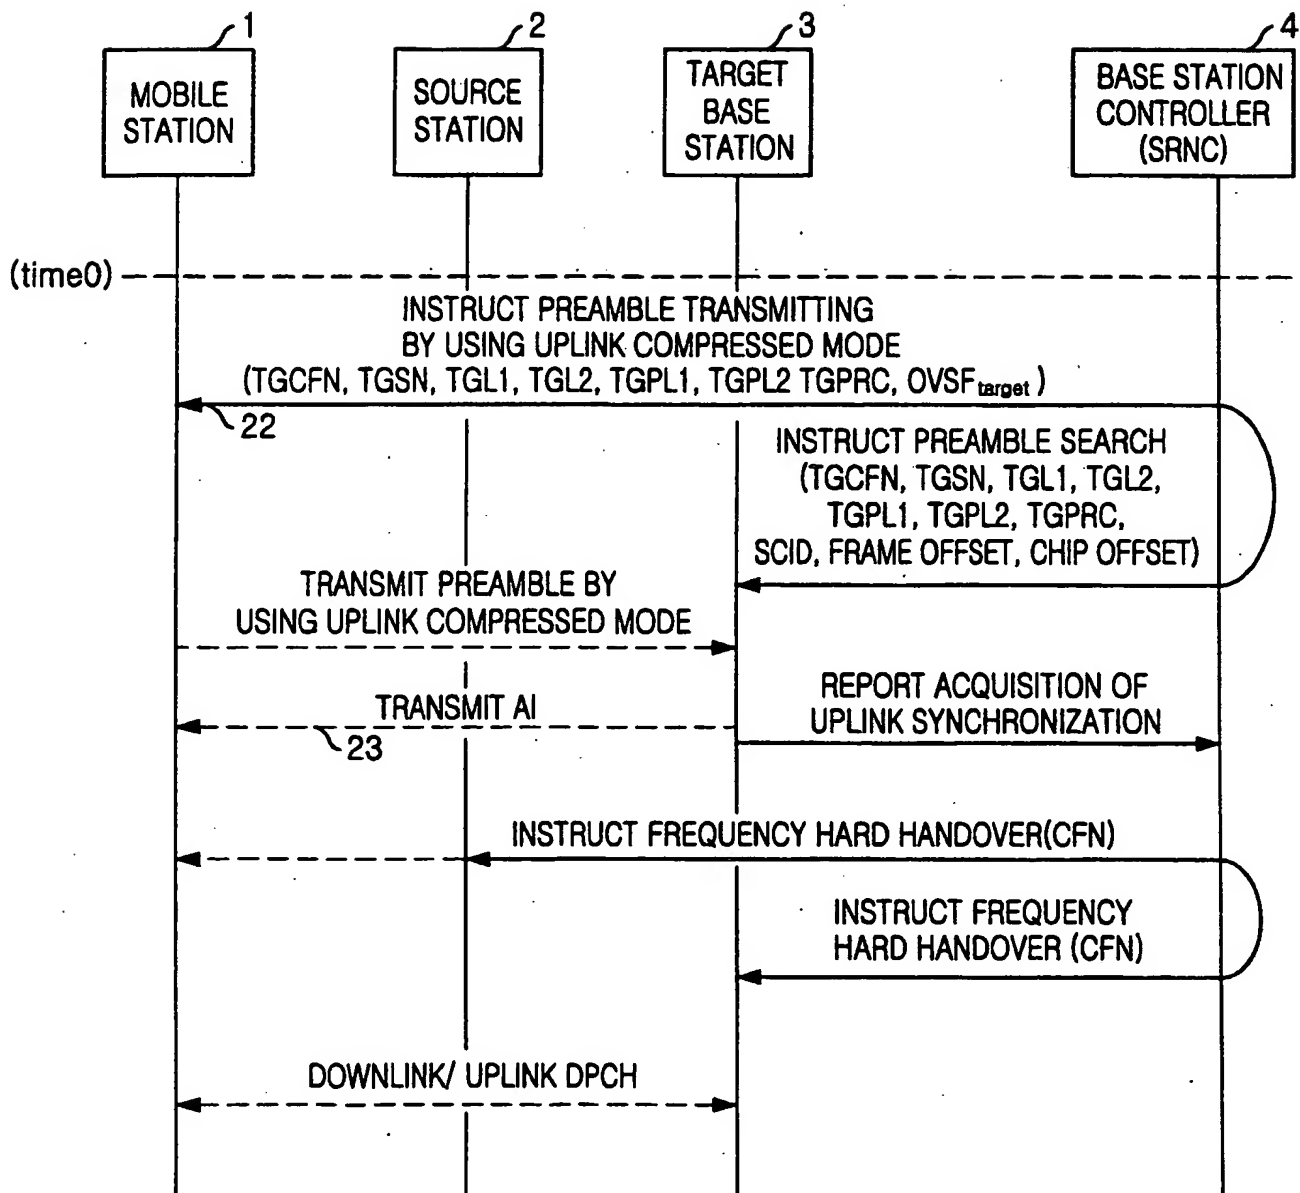 1
2
3
4
MOBILE
STATION
SOURCE
STATION
TARGET
BASE
STATION
BASE STATION
CONTROLLER
(SRNC)
(time0)
INSTRUCT PREAMBLE TRANSMITTING
BY USING UPLINK COMPRESSED MODE
(TGCFN, TGSN, TGL1, TGL2, TGPL1, TGPL2 TGPRC, OVSFtarget )
22
INSTRUCT PREAMBLE SEARCH
(TGCFN, TGSN, TGL1, TGL2,
TGPL1, TGPL2, TGPRC,
SCID, FRAME OFFSET, CHIP OFFSET)
TRANSMIT PREAMBLE BY
USING UPLINK COMPRESSED MODE
TRANSMIT AI
23
REPORT ACQUISITION OF
UPLINK SYNCHRONIZATION
INSTRUCT FREQUENCY HARD HANDOVER(CFN)
INSTRUCT FREQUENCY
HARD HANDOVER (CFN)
DOWNLINK/ UPLINK DPCH